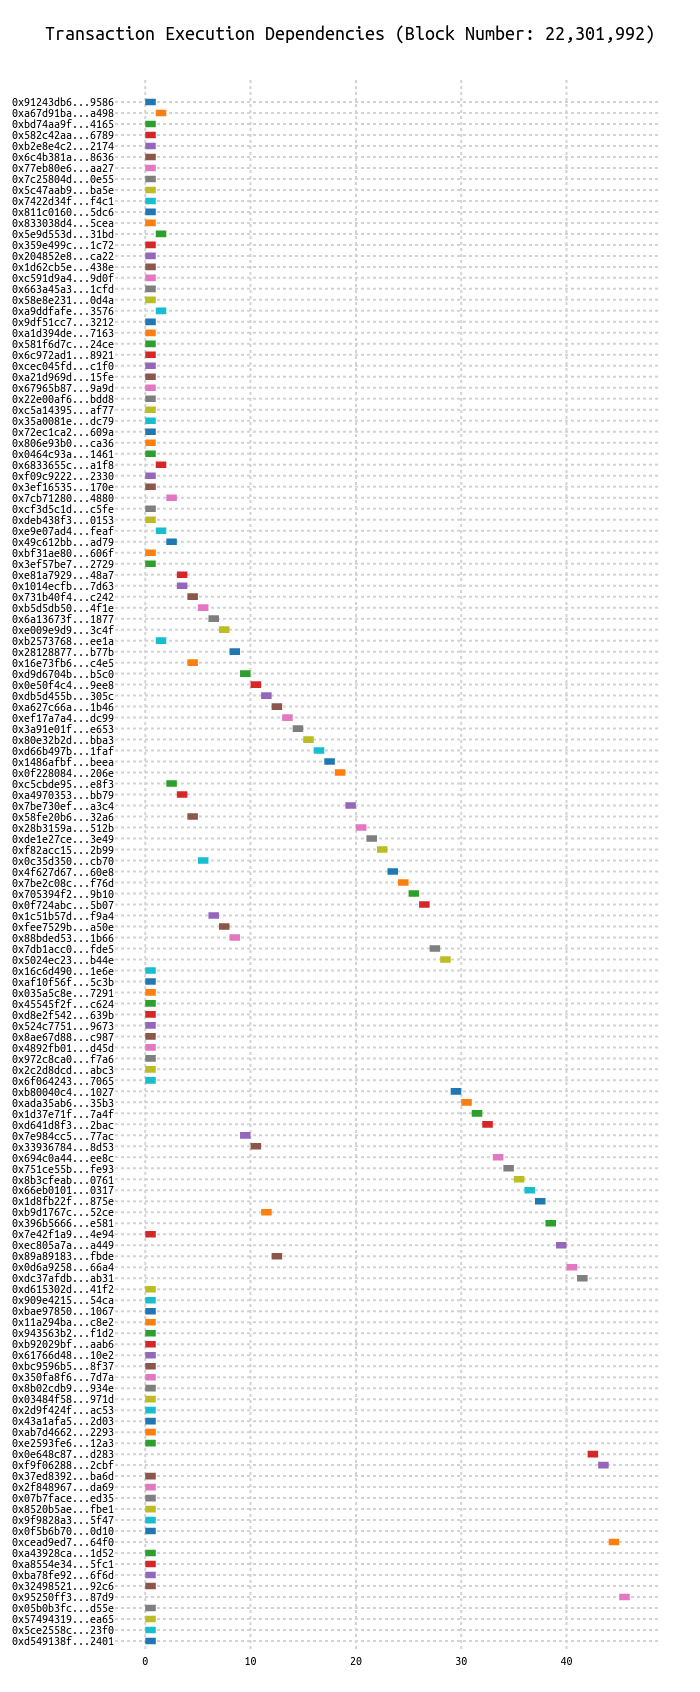 Transaction Execution Dependencies (Block Number: 22,301,992)
0x91243db6...9586
0xa67d91ba...a498
0xbd74aa9f...4165
0x582c42aa...6789
0xb2e8e4c2...2174
0x6c4b381a...8636
0x77eb80e6...aa27
0x7c25804d...0e55
0x5c47aab9...ba5e
0x7422d34f...f4c1
0x811c0160...5dc6
0x833038d4...5cea
0x5e9d553d...31bd
0x359e499c...1c72
0x204852e8...ca22
0x1d62cb5e...438e
0xc591d9a4...9d0f
0x663a45a3...1cfd
0x58e8e231...0d4a
0xa9ddfafe...3576
0x9df51cc7...3212
0xa1d394de...7163
0x581f6d7c...24ce
0x6c972ad1...8921
0xcec045fd...c1f0
0xa21d969d...15fe
0x67965b87...9a9d
0x22e00af6...bdd8
0xc5a14395...af77
0x35a0081e...dc79
0x72ec1ca2...609a
0x806e93b0...ca36
0x0464c93a...1461
0x6833655c...a1f8
0xf09c9222...2330
0x3ef16535...170e
0x7cb71280...4880
0xcf3d5c1d...c5fe
0xdeb438f3...0153
0xe9e07ad4...feaf
0x49c612bb...ad79
0xbf31ae80...606f
0x3ef57be7...2729
0xe81a7929...48a7
0x1014ecfb...7d63
0x731b40f4...c242
0xb5d5db50...4f1e
0x6a13673f...1877
0xe009e9d9...3c4f
0xb2573768...ee1a
0x28128877...b77b
0x16e73fb6...c4e5
0xd9d6704b...b5c0
0x0e50f4c4...9ee8
0xdb5d455b...305c
0xa627c66a...1b46
0xef17a7a4...dc99
0x3a91e01f...e653
0x80e32b2d...bba3
0xd66b497b...1faf
0x1486afbf...beea
0x0f228084...206e
0xc5cbde95...e8f3
0xa4970353...bb79
0x7be730ef...a3c4
0x58fe20b6...32a6
0x28b3159a...512b
0xde1e27ce...3e49
0xf82acc15...2b99
0x0c35d350...cb70
0x4f627d67...60e8
0x7be2c08c...f76d
0x705394f2...9b10
0x0f724abc...5b07
0x1c51b57d...f9a4
0xfee7529b...a50e
0x88bded53...1b66
0x7db1acc0...fde5
0x5024ec23...b44e
0x16c6d490...1e6e
0xaf10f56f...5c3b
0x035a5c8e...7291
0x45545f2f...c624
0xd8e2f542...639b
0x524c7751...9673
0x8ae67d88...c987
0x4892fb01...d45d
0x972c8ca0...f7a6
0x2c2d8dcd...abc3
0x6f064243...7065
0xb80040c4...1027
0xada35ab6...35b3
0x1d37e71f...7a4f
0xd641d8f3...2bac
0x7e984cc5...77ac
0x33936784...8d53
0x694c0a44...ee8c
0x751ce55b...fe93
0x8b3cfeab...0761
0x66eb0101...0317
0x1d8fb22f...875e
0xb9d1767c...52ce
0x396b5666...e581
0x7e42f1a9...4e94
0xec805a7a...a449
0x89a89183...fbde
0x0d6a9258...66a4
0xdc37afdb...ab31
0xd615302d...41f2
0x909e4215...54ca
0xbae97850...1067
0x11a294ba...c8e2
0x943563b2...f1d2
0xb92029bf...aab6
0x61766d48...10e2
0xbc9596b5...8f37
0x350fa8f6...7d7a
0x8b02cdb9...934e
0x03484f58...971d
0x2d9f424f...ac53
0x43a1afa5...2d03
0xab7d4662...2293
0xe2593fe6...12a3
0x0e648c87...d283
0xf9f06288...2cbf
0x37ed8392...ba6d
0x2f848967...da69
0x07b7face...ed35
0x8520b5ae...fbe1
0x9f9828a3...5f47
0x0f5b6b70...0d10
0xcead9ed7...64f0
0xa43928ca...1d52
0xa8554e34...5fc1
0xba78fe92...6f6d
0x32498521...92c6
0x95250ff3...87d9
0x05b0b3fc...d55e
0x57494319...ea65
0x5ce2558c...23f0
0xd549138f...2401
0 10 20 30 40